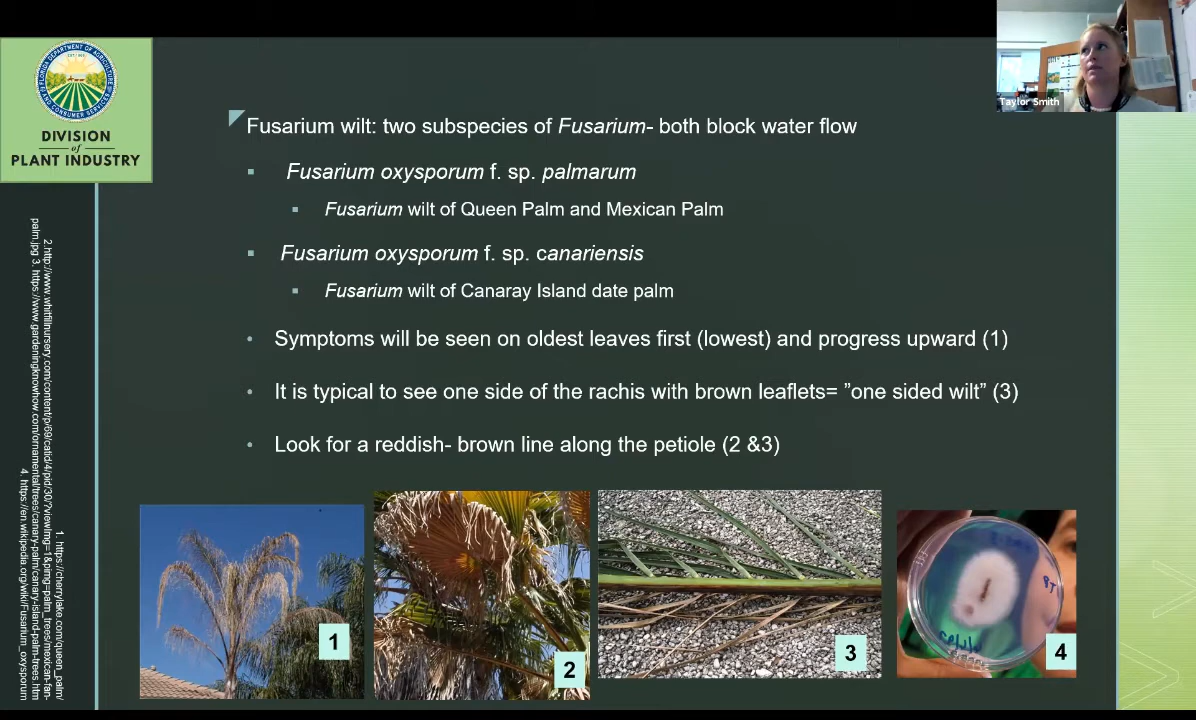 Taylor Smith
FLORIDA DEPARTMENT OF AGRICULTURE
AND CONSUMER SERVICES
DIVISION
of
PLANT INDUSTRY
Fusarium wilt: two subspecies of Fusarium- both block water flow
▪ Fusarium oxysporum f. sp. palmarum
▪ Fusarium wilt of Queen Palm and Mexican Palm
▪ Fusarium oxysporum f. sp. canariensis
▪ Fusarium wilt of Canaray Island date palm
• Symptoms will be seen on oldest leaves first (lowest) and progress upward (1)
• It is typical to see one side of the rachis with brown leaflets= ”one sided wilt” (3)
• Look for a reddish- brown line along the petiole (2 &3)
1
2
3
4
1. https://cherrylake.com/queen_palm/
2.http://www.whitfillnursery.com/content/p/69/catid/4/pid/30/?viewImg=1&pimg=palm_trees/mexican-fan-
palm.jpg 3. https://www.gardeningknowhow.com/ornamental/trees/canary-palm/canary-island-palm-trees.htm
4. https://en.wikipedia.org/wiki/Fusarium_oxysporum